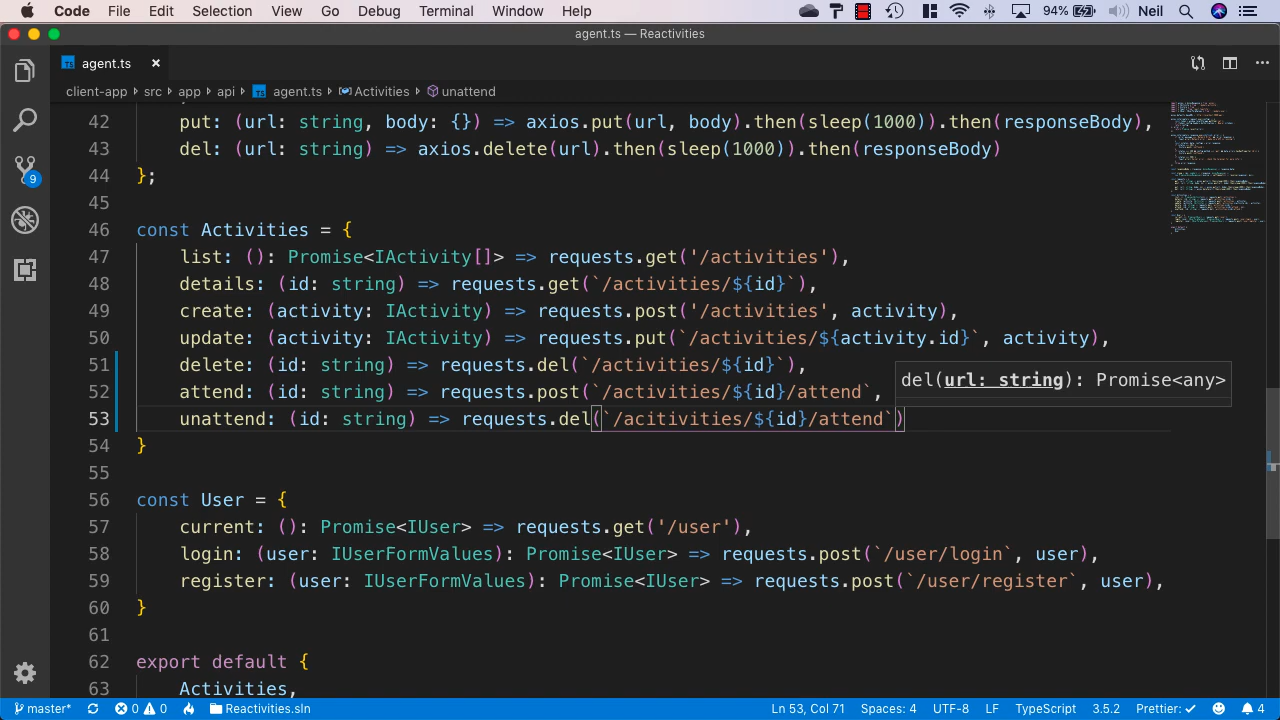 Code File Edit Selection View Go Debug Terminal Window Help 94% Neil
agent.ts — Reactivities
TS agent.ts ×
client-app › src › app › api › TS agent.ts › Activities › unattend
42 put: (url: string, body: {}) => axios.put(url, body).then(sleep(1000)).then(responseBody),
43 del: (url: string) => axios.delete(url).then(sleep(1000)).then(responseBody)
44 };
45
46 const Activities = {
47 list: (): Promise<IActivity[]> => requests.get('/activities'),
48 details: (id: string) => requests.get(`/activities/${id}`),
49 create: (activity: IActivity) => requests.post('/activities', activity),
50 update: (activity: IActivity) => requests.put(`/activities/${activity.id}`, activity),
51 delete: (id: string) => requests.del(`/activities/${id}`),
52 attend: (id: string) => requests.post(`/activities/${id}/attend`,
del(url: string): Promise<any>
53 unattend: (id: string) => requests.del(`/acitivities/${id}/attend`)
54 }
55
56 const User = {
57 current: (): Promise<IUser> => requests.get('/user'),
58 login: (user: IUserFormValues): Promise<IUser> => requests.post(`/user/login`, user),
59 register: (user: IUserFormValues): Promise<IUser> => requests.post(`/user/register`, user),
60 }
61
62 export default {
63 Activities,
9
master* 0 0 Reactivities.sln Ln 53, Col 71 Spaces: 4 UTF-8 LF TypeScript 3.5.2 Prettier: ✓ 4